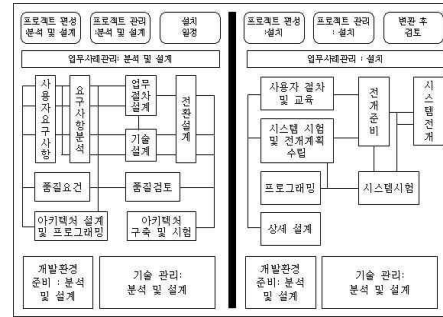 프로젝트 편성
:분석 및 설계
프로젝트 관리
:분석 및 설계
설치
일정
업무사례관리: 분석 및 설계
사용자요구사항
요구사항분석
업무
절차
설계
기술
설계
전환설계
품질요건
품질검토
아키텍처 설계
및 프로그래밍
아키텍처
구축 및 시험
개발환경
준비 : 분석
및 설계
기술 관리:
분석 및 설계
프로젝트 편성
:설치
프로젝트 관리
: 설치
변환 후
검토
업무사례관리 : 설치
사용자 절차
및 교육
시스템 시험
및 전개계획
수립
전개준비
시스템전개
프로그래밍
시스템시험
상세 설계
개발환경
준비: 분석
및 설계
기술 관리:
분석 및 설계